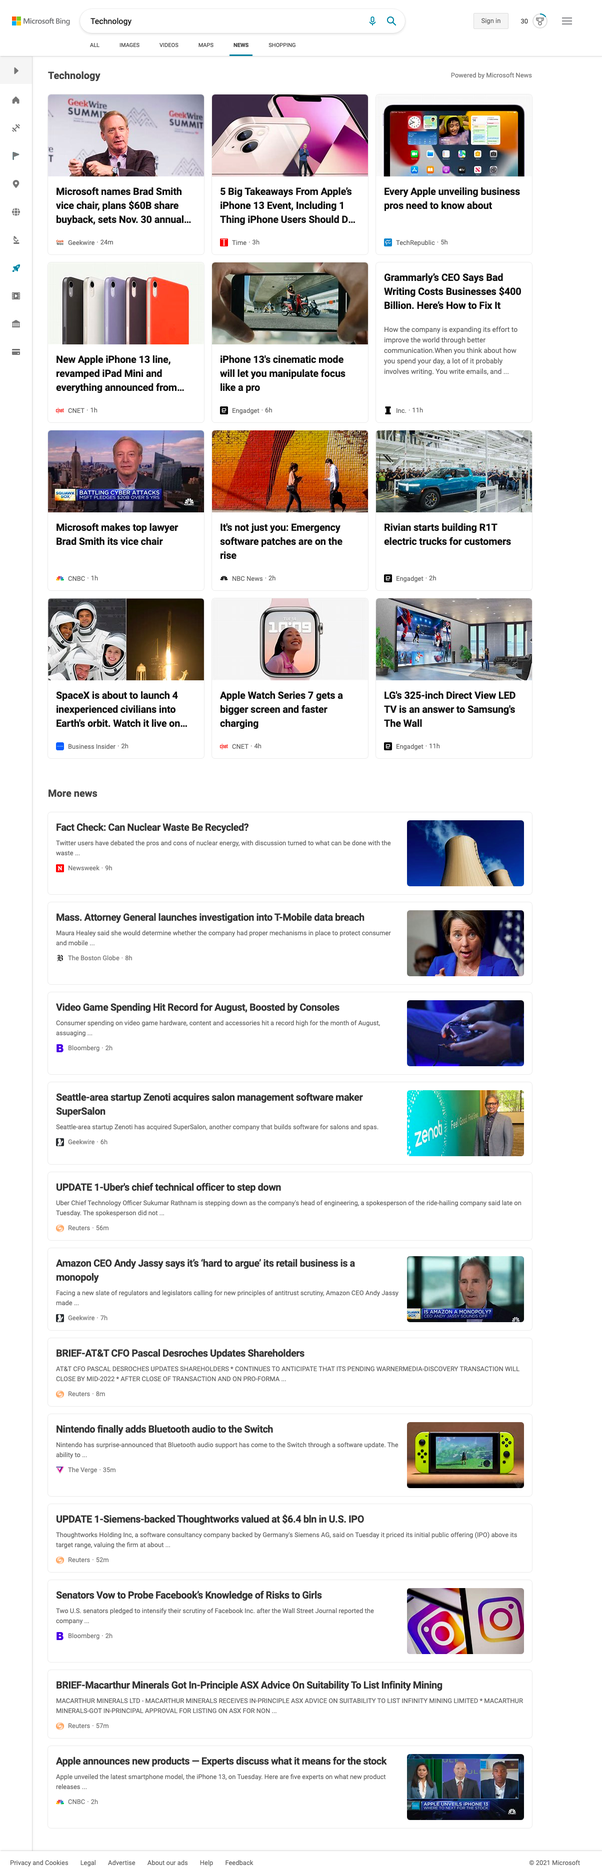 Microsoft Bing
Technology
Sign in
30
ALL
IMAGES
VIDEOS
MAPS
NEWS
SHOPPING
Technology
Powered by Microsoft News
GeekWire
SUMMIT
GeekWire
SUMMIT
Microsoft names Brad Smith
vice chair, plans $60B share
buyback, sets Nov. 30 annual...
Geekwire · 24m
5 Big Takeaways From Apple's
iPhone 13 Event, Including 1
Thing iPhone Users Should D...
Time · 3h
Every Apple unveiling business
pros need to know about
TechRepublic · 5h
New Apple iPhone 13 line,
revamped iPad Mini and
everything announced from...
CNET · 1h
iPhone 13's cinematic mode
will let you manipulate focus
like a pro
Engadget · 6h
Grammarly's CEO Says Bad
Writing Costs Businesses $400
Billion. Here's How to Fix It
How the company is expanding its effort to
improve the world through better
communication.When you think about how
you spend your day, a lot of it probably
involves writing. You write emails, and ...
Inc. · 11h
BATTLING CYBER ATTACKS
MSFT PLEDGES $20B OVER 5 YRS
Microsoft makes top lawyer
Brad Smith its vice chair
CNBC · 1h
It's not just you: Emergency
software patches are on the
rise
NBC News · 2h
Rivian starts building R1T
electric trucks for customers
Engadget · 2h
SpaceX is about to launch 4
inexperienced civilians into
Earth's orbit. Watch it live on...
Business Insider · 2h
10:09
Apple Watch Series 7 gets a
bigger screen and faster
charging
CNET · 4h
LG's 325-inch Direct View LED
TV is an answer to Samsung's
The Wall
Engadget · 11h
More news
Fact Check: Can Nuclear Waste Be Recycled?
Twitter users have debated the pros and cons of nuclear energy, with discussion turned to what can be done with the
waste ...
Newsweek · 9h
Mass. Attorney General launches investigation into T-Mobile data breach
Maura Healey said she would determine whether the company had proper mechanisms in place to protect consumer
and mobile ...
The Boston Globe · 8h
Video Game Spending Hit Record for August, Boosted by Consoles
Consumer spending on video game hardware, content and accessories hit a record high for the month of August,
assuaging ...
Bloomberg · 2h
Seattle-area startup Zenoti acquires salon management software maker
SuperSalon
Seattle-area startup Zenoti has acquired SuperSalon, another company that builds software for salons and spas.
Geekwire · 6h
zenoti
UPDATE 1-Uber's chief technical officer to step down
Uber Chief Technology Officer Sukumar Rathnam is stepping down as the company's head of engineering, a spokesperson of the ride-hailing company said late on
Tuesday. The spokesperson did not ...
Reuters · 56m
Amazon CEO Andy Jassy says it's 'hard to argue' its retail business is a
monopoly
Facing a new slate of regulators and legislators calling for new principles of antitrust scrutiny, Amazon CEO Andy Jassy
made ...
Geekwire · 7h
IS AMAZON A MONOPOLY?
CEO ANDY JASSY SOUNDS OFF
BRIEF-AT&T CFO Pascal Desroches Updates Shareholders
AT&T CFO PASCAL DESROCHES UPDATES SHAREHOLDERS * CONTINUES TO ANTICIPATE THAT ITS PENDING WARNERMEDIA-DISCOVERY TRANSACTION WILL
CLOSE BY MID-2022 * AFTER CLOSE OF TRANSACTION AND ON PRO-FORMA ...
Reuters · 8m
Nintendo finally adds Bluetooth audio to the Switch
Nintendo has surprise-announced that Bluetooth audio support has come to the Switch through a software update. The
ability to ...
The Verge · 35m
UPDATE 1-Siemens-backed Thoughtworks valued at $6.4 bln in U.S. IPO
Thoughtworks Holding Inc, a software consultancy company backed by Germany's Siemens AG, said on Tuesday it priced its initial public offering (IPO) above its
target range, valuing the firm at about ...
Reuters · 52m
Senators Vow to Probe Facebook's Knowledge of Risks to Girls
Two U.S. senators pledged to intensify their scrutiny of Facebook Inc. after the Wall Street Journal reported the
company ...
Bloomberg · 2h
BRIEF-Macarthur Minerals Got In-Principle ASX Advice On Suitability To List Infinity Mining
MACARTHUR MINERALS LTD - MACARTHUR MINERALS RECEIVES IN-PRINCIPLE ASX ADVICE ON SUITABILITY TO LIST INFINITY MINING LIMITED * MACARTHUR
MINERALS-GOT IN-PRINCIPAL APPROVAL FOR LISTING ON ASX FOR NON ...
Reuters · 57m
Apple announces new products — Experts discuss what it means for the stock
Apple unveiled the latest smartphone model, the iPhone 13, on Tuesday. Here are five experts on what new product
releases ...
CNBC · 2h
APPLE UNVEILS IPHONE 13
WHERE TO NEXT FOR THE STOCK
Privacy and Cookies
Legal
Advertise
About our ads
Help
Feedback
© 2021 Microsoft